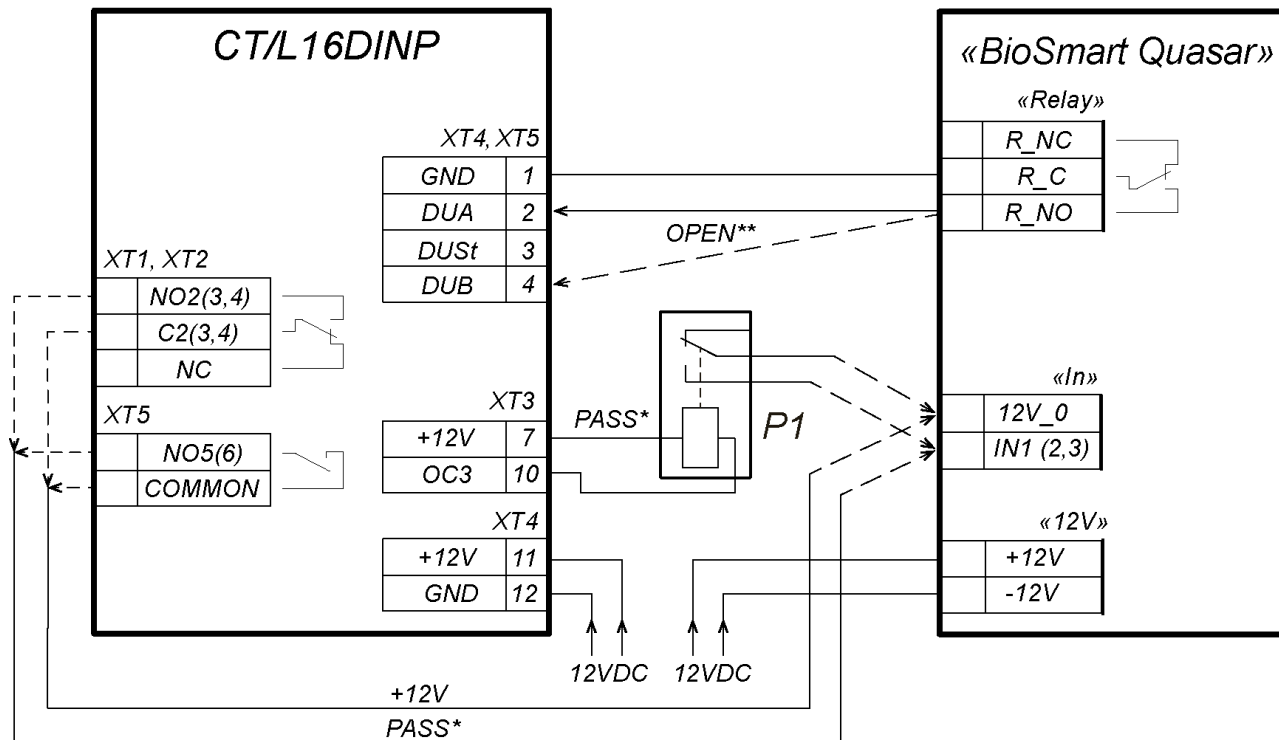 CT/L16DINP
«BioSmart Quasar»
«Relay»
R_NC
R_C
R_NO
XT4, XT5
GND 1
DUA 2
DUSt 3
DUB 4
OPEN**
XT1, XT2
NO2(3,4)
C2(3,4)
NC
XT5
NO5(6)
COMMON
XT3
+12V 7
OC3 10
PASS*
P1
«In»
12V_0
IN1 (2,3)
XT4
+12V 11
GND 12
«12V»
+12V
-12V
12VDC 12VDC
+12V
PASS*